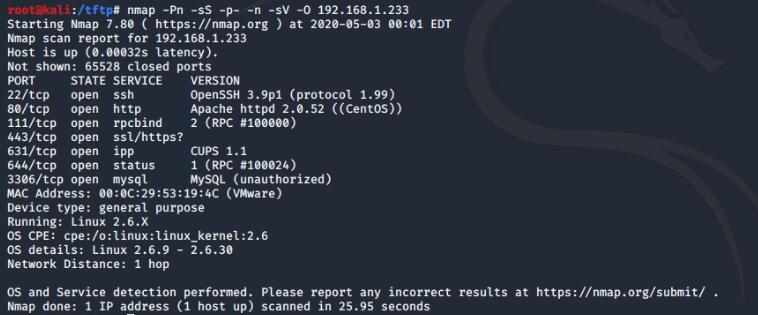 root@kali:/tftp# nmap -Pn -sS -p- -n -sV -O 192.168.1.233
Starting Nmap 7.80 ( https://nmap.org ) at 2020-05-03 00:01 EDT
Nmap scan report for 192.168.1.233
Host is up (0.00032s latency).
Not shown: 65528 closed ports
PORT     STATE SERVICE    VERSION
22/tcp   open  ssh        OpenSSH 3.9p1 (protocol 1.99)
80/tcp   open  http       Apache httpd 2.0.52 ((CentOS))
111/tcp  open  rpcbind    2 (RPC #100000)
443/tcp  open  ssl/https?
631/tcp  open  ipp        CUPS 1.1
644/tcp  open  status     1 (RPC #100024)
3306/tcp open  mysql      MySQL (unauthorized)
MAC Address: 00:0C:29:53:19:4C (VMware)
Device type: general purpose
Running: Linux 2.6.X
OS CPE: cpe:/o:linux:linux_kernel:2.6
OS details: Linux 2.6.9 - 2.6.30
Network Distance: 1 hop
OS and Service detection performed. Please report any incorrect results at https://nmap.org/submit/ .
Nmap done: 1 IP address (1 host up) scanned in 25.95 seconds